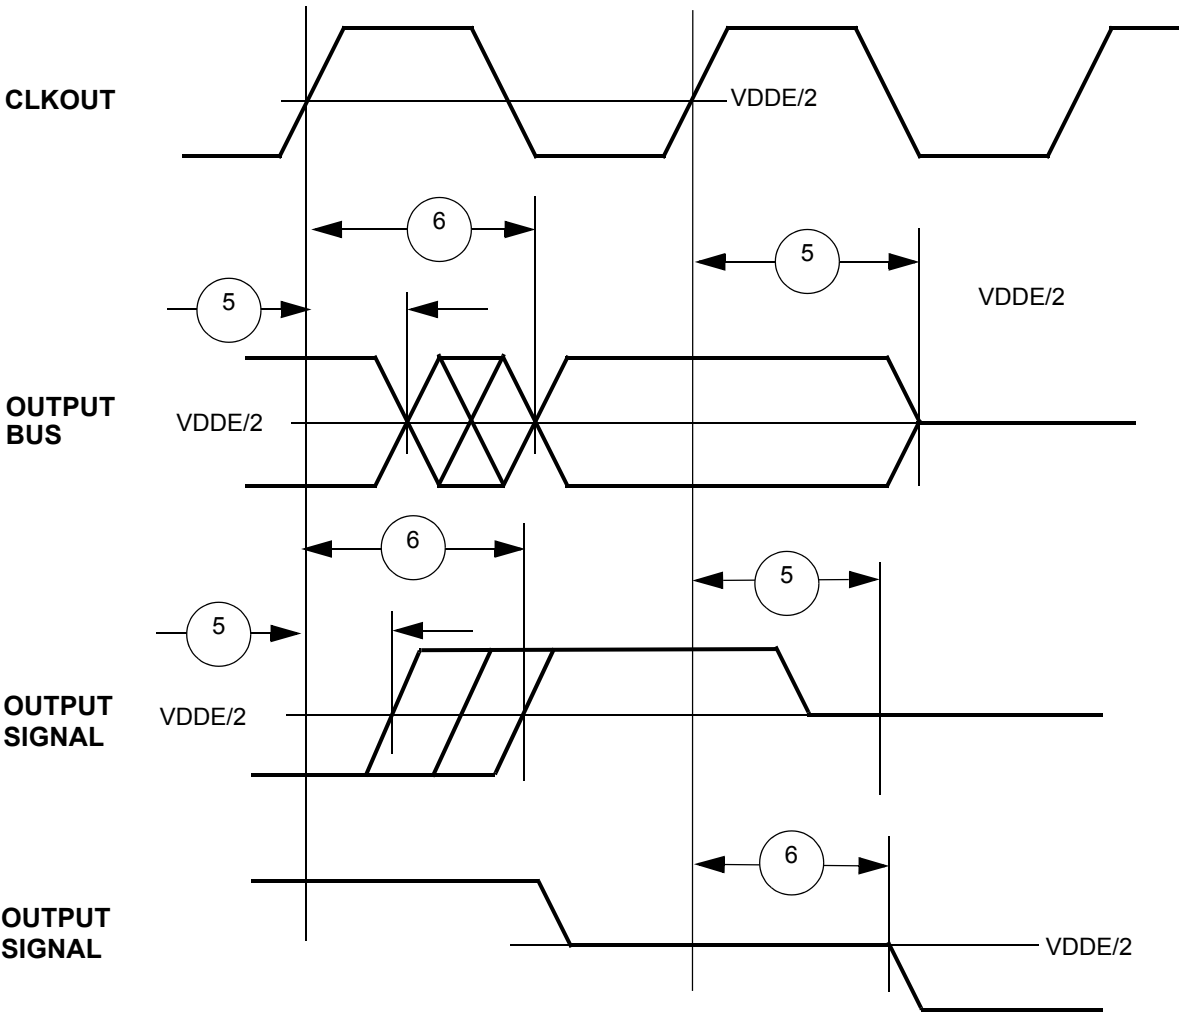 CLKOUT
VDDE/2
6
5
5
VDDE/2
OUTPUT
BUS
VDDE/2
6
5
5
OUTPUT
SIGNAL
VDDE/2
6
OUTPUT
SIGNAL
VDDE/2